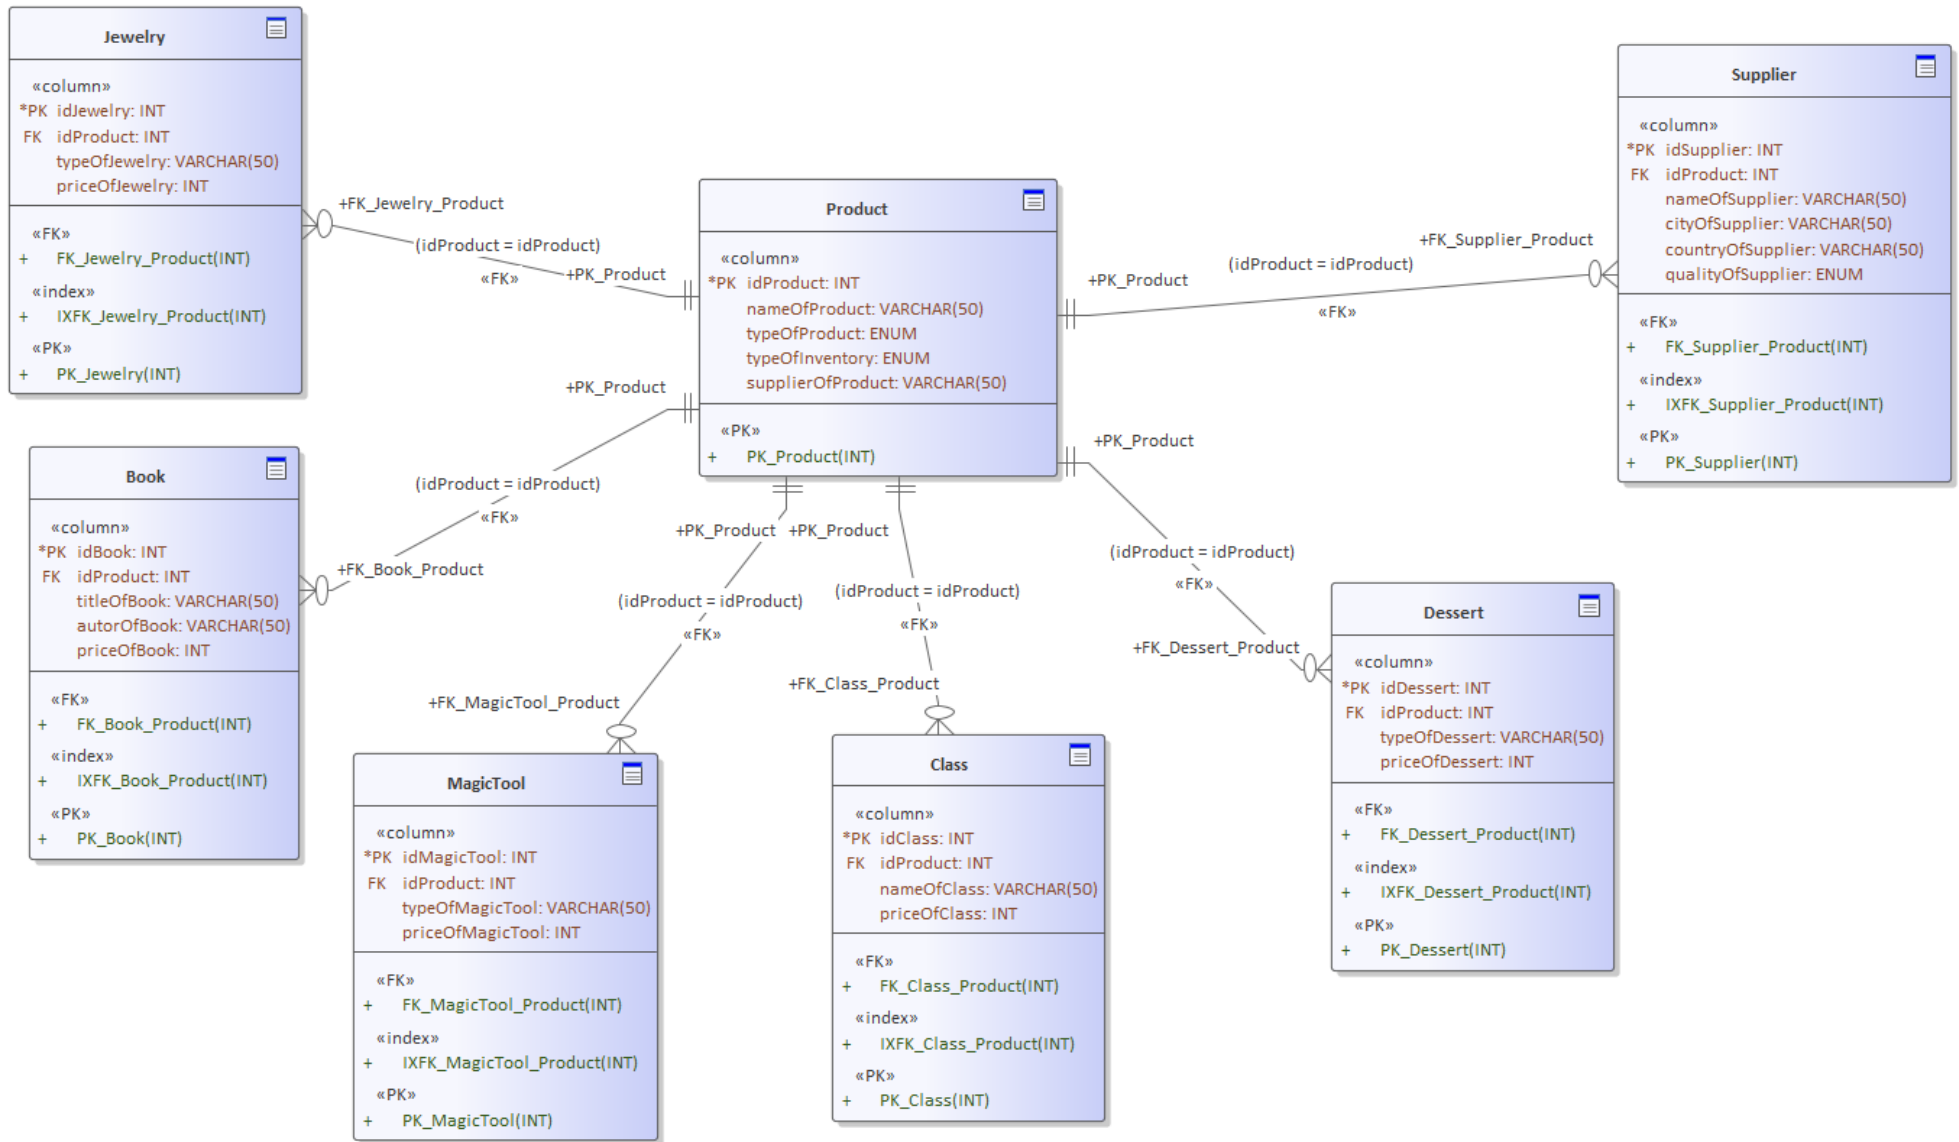 Jewelry
«column»
*PK idJewelry: INT
FK idProduct: INT
typeOfJewelry: VARCHAR(50)
priceOfJewelry: INT
«FK»
+ FK_Jewelry_Product(INT)
«index»
+ IXFK_Jewelry_Product(INT)
«PK»
+ PK_Jewelry(INT)
+FK_Jewelry_Product
(idProduct = idProduct)
«FK»
+PK_Product
Product
«column»
*PK idProduct: INT
nameOfProduct: VARCHAR(50)
typeOfProduct: ENUM
typeOfInventory: ENUM
supplierOfProduct: VARCHAR(50)
«PK»
+ PK_Product(INT)
+PK_Product
(idProduct = idProduct)
«FK»
+FK_Supplier_Product
Supplier
«column»
*PK idSupplier: INT
FK idProduct: INT
nameOfSupplier: VARCHAR(50)
cityOfSupplier: VARCHAR(50)
countryOfSupplier: VARCHAR(50)
qualityOfSupplier: ENUM
«FK»
+ FK_Supplier_Product(INT)
«index»
+ IXFK_Supplier_Product(INT)
«PK»
+ PK_Supplier(INT)
+PK_Product
(idProduct = idProduct)
«FK»
+FK_Book_Product
Book
«column»
*PK idBook: INT
FK idProduct: INT
titleOfBook: VARCHAR(50)
autorOfBook: VARCHAR(50)
priceOfBook: INT
«FK»
+ FK_Book_Product(INT)
«index»
+ IXFK_Book_Product(INT)
«PK»
+ PK_Book(INT)
+PK_Product
(idProduct = idProduct)
«FK»
+FK_MagicTool_Product
MagicTool
«column»
*PK idMagicTool: INT
FK idProduct: INT
typeOfMagicTool: VARCHAR(50)
priceOfMagicTool: INT
«FK»
+ FK_MagicTool_Product(INT)
«index»
+ IXFK_MagicTool_Product(INT)
«PK»
+ PK_MagicTool(INT)
+PK_Product
(idProduct = idProduct)
«FK»
+FK_Class_Product
Class
«column»
*PK idClass: INT
FK idProduct: INT
nameOfClass: VARCHAR(50)
priceOfClass: INT
«FK»
+ FK_Class_Product(INT)
«index»
+ IXFK_Class_Product(INT)
«PK»
+ PK_Class(INT)
+PK_Product
(idProduct = idProduct)
«FK»
+FK_Dessert_Product
Dessert
«column»
*PK idDessert: INT
FK idProduct: INT
typeOfDessert: VARCHAR(50)
priceOfDessert: INT
«FK»
+ FK_Dessert_Product(INT)
«index»
+ IXFK_Dessert_Product(INT)
«PK»
+ PK_Dessert(INT)